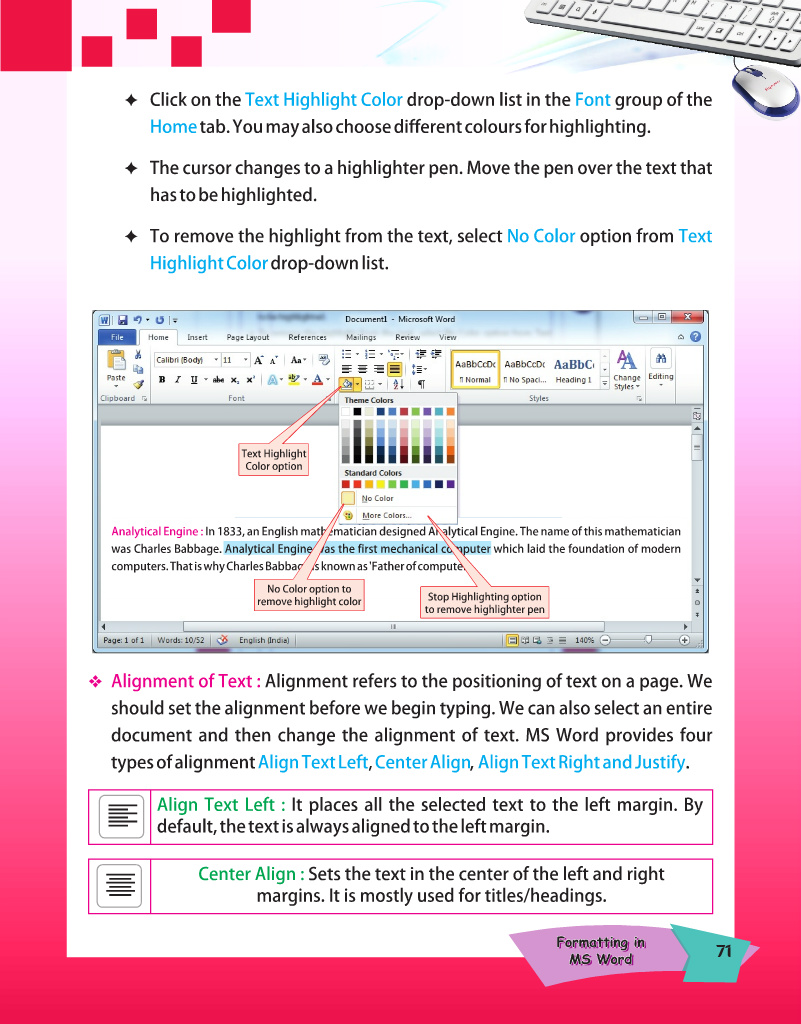 ✦ Click on the Text Highlight Color drop-down list in the Font group of the
Home tab. You may also choose different colours for highlighting.
✦ The cursor changes to a highlighter pen. Move the pen over the text that
has to be highlighted.
✦ To remove the highlight from the text, select No Color option from Text
Highlight Color drop-down list.
Document1 - Microsoft Word
File Home Insert Page Layout References Mailings Review View
Calibri (Body) 11 A A Aa
AaBbCcDc AaBbCcDc AaBbC
Paste
B I U abc x₂ x² A ab A
¶ Normal ¶ No Spaci... Heading 1
Change Styles
Editing
Clipboard Font Styles
Theme Colors
Standard Colors
No Color
More Colors...
Text Highlight
Color option
Analytical Engine : In 1833, an English mathematician designed Analytical Engine. The name of this mathematician
was Charles Babbage. Analytical Engine was the first mechanical computer which laid the foundation of modern
computers. That is why Charles Babbage is known as 'Father of compute
No Color option to
remove highlight color
Stop Highlighting option
to remove highlighter pen
Page: 1 of 1 Words: 10/52 English (India) 140%
❖ Alignment of Text : Alignment refers to the positioning of text on a page. We
should set the alignment before we begin typing. We can also select an entire
document and then change the alignment of text. MS Word provides four
types of alignment Align Text Left, Center Align, Align Text Right and Justify.
Align Text Left : It places all the selected text to the left margin. By
default, the text is always aligned to the left margin.
Center Align : Sets the text in the center of the left and right
margins. It is mostly used for titles/headings.
Formatting in
MS Word
71